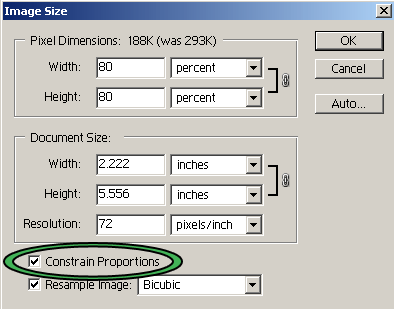 Image Size
Pixel Dimensions: 188K (was 293K)
OK
Width: 80 percent
Cancel
Height: 80 percent
Auto...
Document Size:
Width: 2.222 inches
Height: 5.556 inches
Resolution: 72 pixels/inch
Constrain Proportions
Resample Image: Bicubic